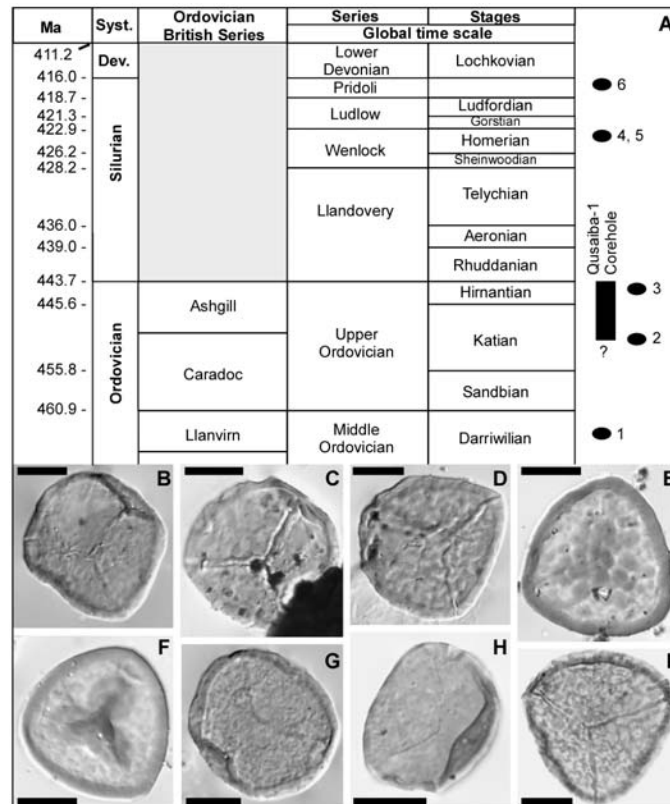 Ma Syst. Ordovician British Series Series Stages A
Global time scale
411.2 Dev. Lower Devonian Lochkovian
416.0
Pridoli 6
418.7
Silurian Ludlow Ludfordian
421.3
Gorstian
422.9
Wenlock Homerian 4, 5
426.2
Sheinwoodian
428.2
Llandovery Telychian
436.0
Aeronian
439.0
Rhuddanian
Qusaiba-1
Corehole
443.7
Ordovician Ashgill Upper Ordovician Hirnantian 3
445.6
Katian 2
?
Caradoc
455.8
Sandbian
460.9
Llanvirn Middle Ordovician Darriwilian 1
B C D E
F G H I